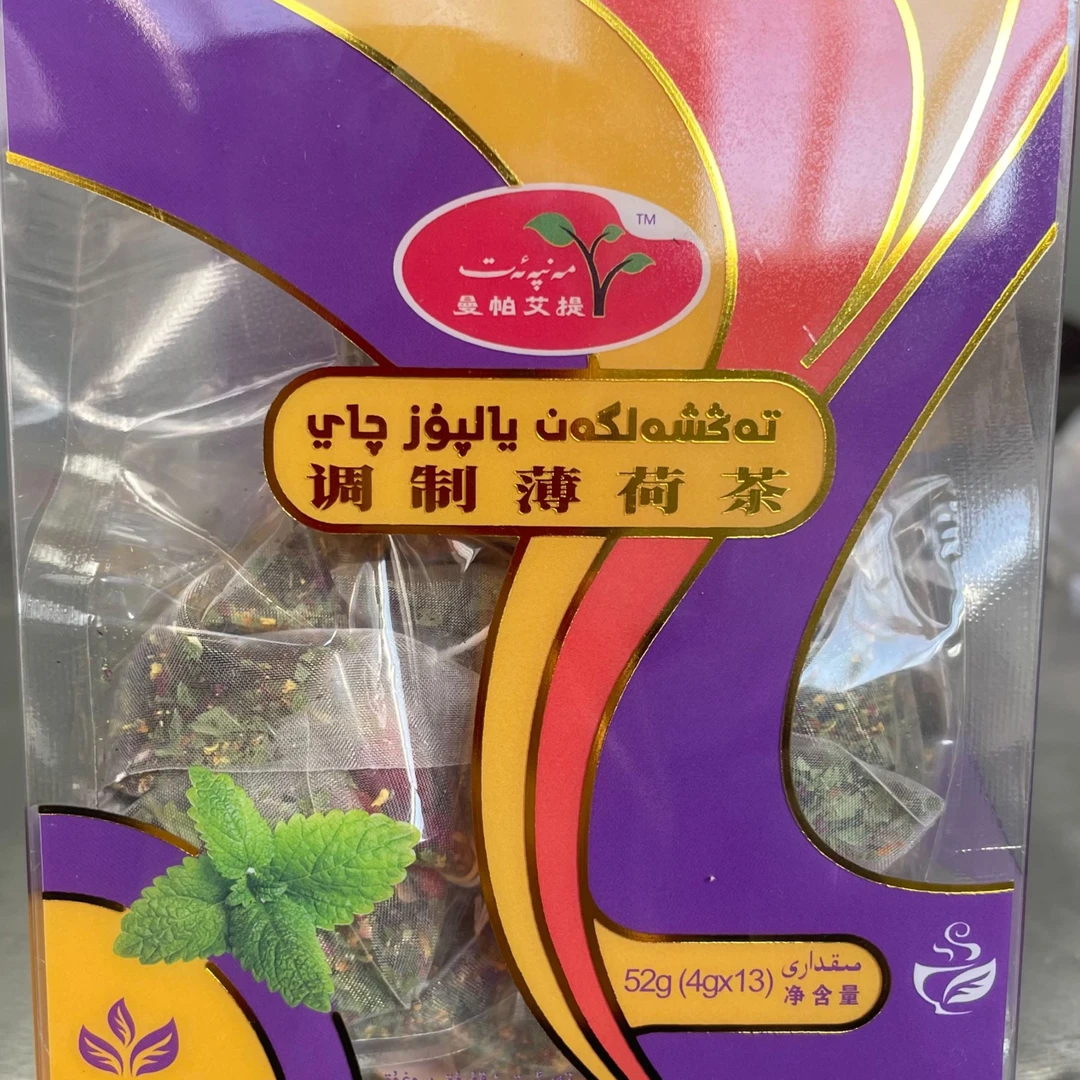 TM
مەنپەئەت
曼帕艾提
تەڭشەلگەن يالپۇز چاي
调制薄荷茶
مىقدارى
52g (4gx13)
净含量